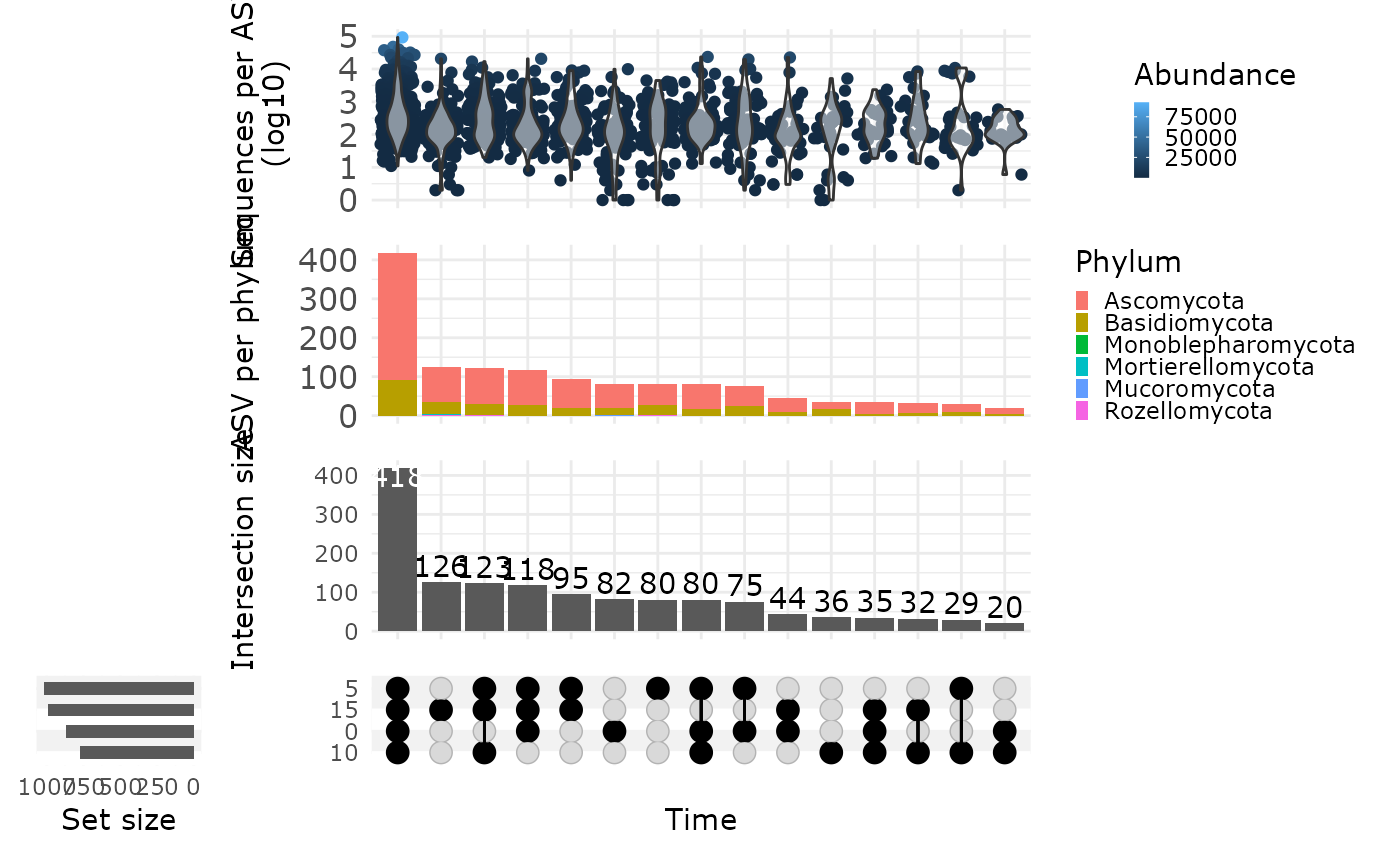 Sequences per AS
(log10)
5
4
3
2
1
0
Abundance
75000
50000
25000
ASV per phylum
400
300
200
100
0
Phylum
Ascomycota
Basidiomycota
Monoblepharomycota
Mortierellomycota
Mucoromycota
Rozellomycota
Intersection size
400
300
200
100
0
418 126 123 118 95 82 80 80 75 44 36 35 32 29 20
5
15
0
10
1000 750 500 250 0
Set size
Time